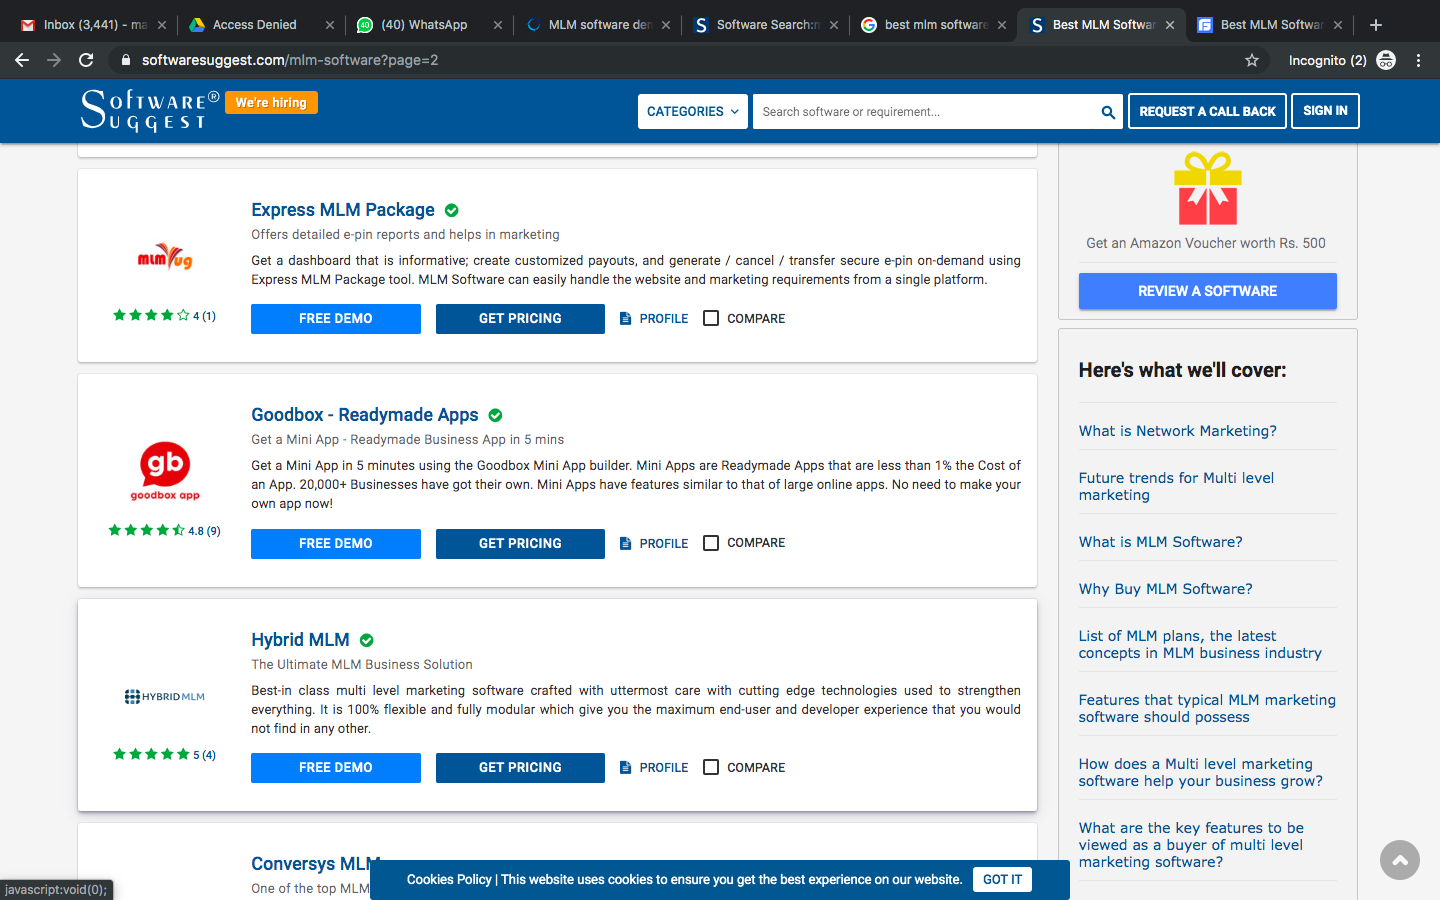 Inbox (3,441) - ma
Access Denied
(40) WhatsApp
MLM software den
Software Search:m
best mlm software
Best MLM Softwar
Best MLM Softwar
softwaresuggest.com/mlm-software?page=2
Incognito (2)
SOFTWARE®
SUGGEST
We're hiring
CATEGORIES
Search software or requirement...
REQUEST A CALL BACK
SIGN IN
Express MLM Package
Offers detailed e-pin reports and helps in marketing
Get a dashboard that is informative; create customized payouts, and generate / cancel / transfer secure e-pin on-demand using
Express MLM Package tool. MLM Software can easily handle the website and marketing requirements from a single platform.
mlmYug
4 (1)
FREE DEMO
GET PRICING
PROFILE
COMPARE
Goodbox - Readymade Apps
Get a Mini App - Readymade Business App in 5 mins
Get a Mini App in 5 minutes using the Goodbox Mini App builder. Mini Apps are Readymade Apps that are less than 1% the Cost of
an App. 20,000+ Businesses have got their own. Mini Apps have features similar to that of large online apps. No need to make your
own app now!
gb
goodbox app
4.8 (9)
FREE DEMO
GET PRICING
PROFILE
COMPARE
Hybrid MLM
The Ultimate MLM Business Solution
Best-in class multi level marketing software crafted with uttermost care with cutting edge technologies used to strengthen
everything. It is 100% flexible and fully modular which give you the maximum end-user and developer experience that you would
not find in any other.
HYBRID MLM
5 (4)
FREE DEMO
GET PRICING
PROFILE
COMPARE
Conversys MLM
One of the top MLM
Get an Amazon Voucher worth Rs. 500
REVIEW A SOFTWARE
Here's what we'll cover:
What is Network Marketing?
Future trends for Multi level
marketing
What is MLM Software?
Why Buy MLM Software?
List of MLM plans, the latest
concepts in MLM business industry
Features that typical MLM marketing
software should possess
How does a Multi level marketing
software help your business grow?
What are the key features to be
viewed as a buyer of multi level
marketing software?
Cookies Policy | This website uses cookies to ensure you get the best experience on our website.
GOT IT
javascript:void(0);